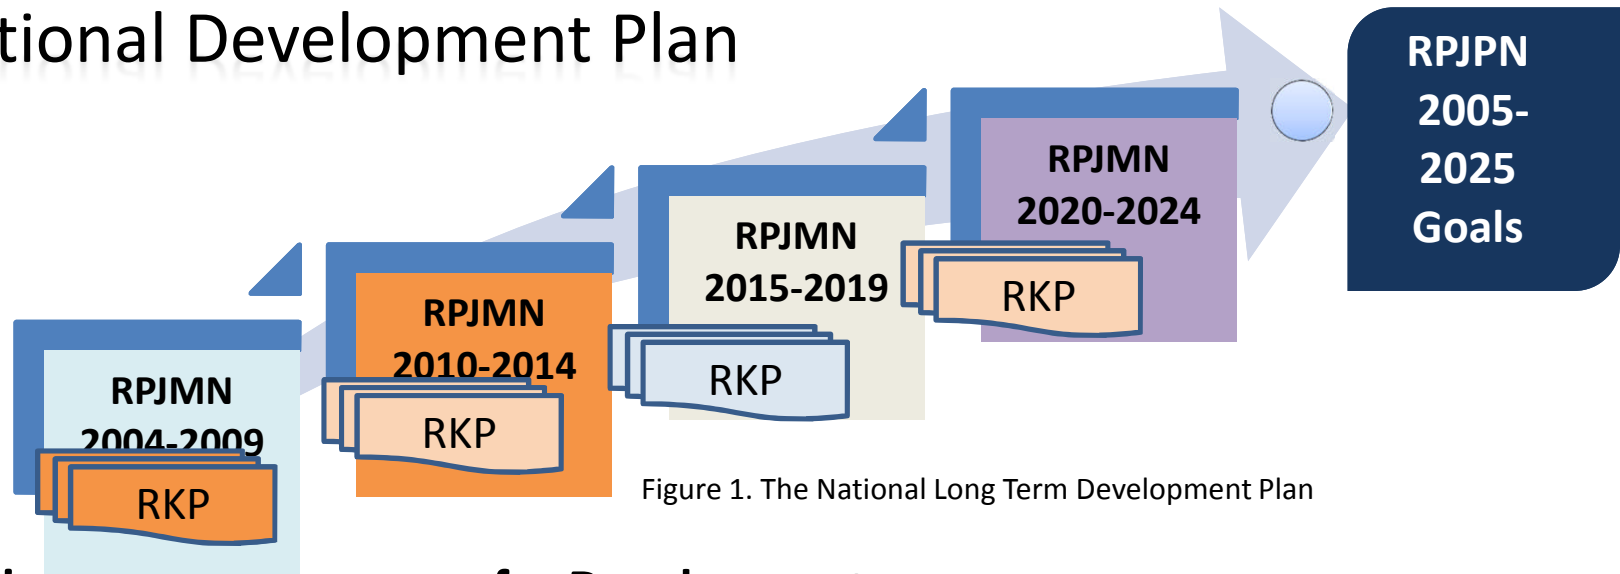 tional Development Plan
RPJPN
2005-
2025
Goals
RPJMN
2020-2024
RKP
RPJMN
2015-2019
RKP
RPJMN
2010-2014
RKP
RPJMN
2004-2009
RKP
Figure 1. The National Long Term Development Plan